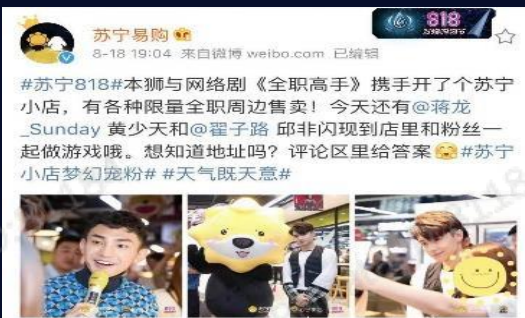 苏宁易购
818
8-18 19:04 来自微博 weibo.com 已编辑
#苏宁818#本狮与网络剧《全职高手》携手开了个苏宁
小店，有各种限量全职周边售卖！今天还有@蒋龙
_Sunday 黄少天和@翟子路 邱非闪现到店里和粉丝一
起做游戏哦。想知道地址吗？评论区里给答案#苏宁
小店梦幻宠粉# #天气既天意#